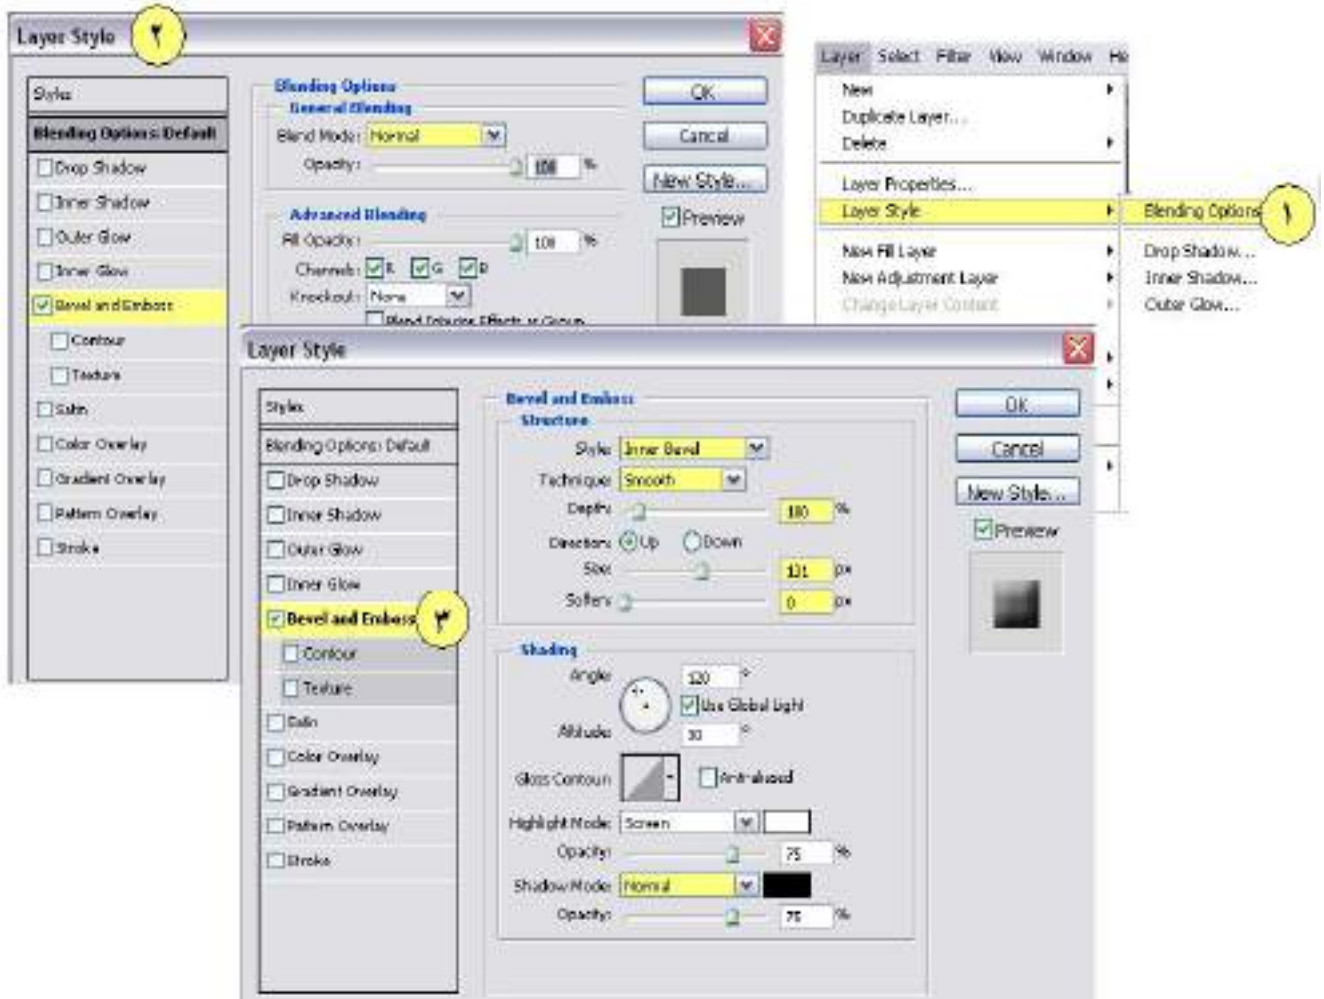 Layer Style ٢
Styles
Blending Options: Default
Drop Shadow
Inner Shadow
Outer Glow
Inner Glow
Bevel and Emboss
Contour
Texture
Satin
Color Overlay
Gradient Overlay
Pattern Overlay
Stroke
Blending Options
General Blending
Blend Mode: Normal
Opacity: 100 %
Advanced Blending
Fill Opacity: 100 %
Channels: R G B
Knockout: None
Blend Interior Effects as Group
OK
Cancel
New Style...
Preview
Layer Select Filter View Window He
New
Duplicate Layer...
Delete
Layer Properties...
Layer Style
New Fill Layer
New Adjustment Layer
Change Layer Content
Blending Options ١
Drop Shadow...
Inner Shadow...
Outer Glow...
Layer Style
Styles
Blending Options: Default
Drop Shadow
Inner Shadow
Outer Glow
Inner Glow
Bevel and Emboss ٣
Contour
Texture
Satin
Color Overlay
Gradient Overlay
Pattern Overlay
Stroke
Bevel and Emboss
Structure
Style: Inner Bevel
Technique: Smooth
Depth: 100 %
Direction: Up Down
Size: 131 px
Soften: 0 px
Shading
Angle: 120 °
Use Global Light
Altitude: 30 °
Gloss Contour: Anti-aliased
Highlight Mode: Screen
Opacity: 75 %
Shadow Mode: Normal
Opacity: 75 %
OK
Cancel
New Style...
Preview